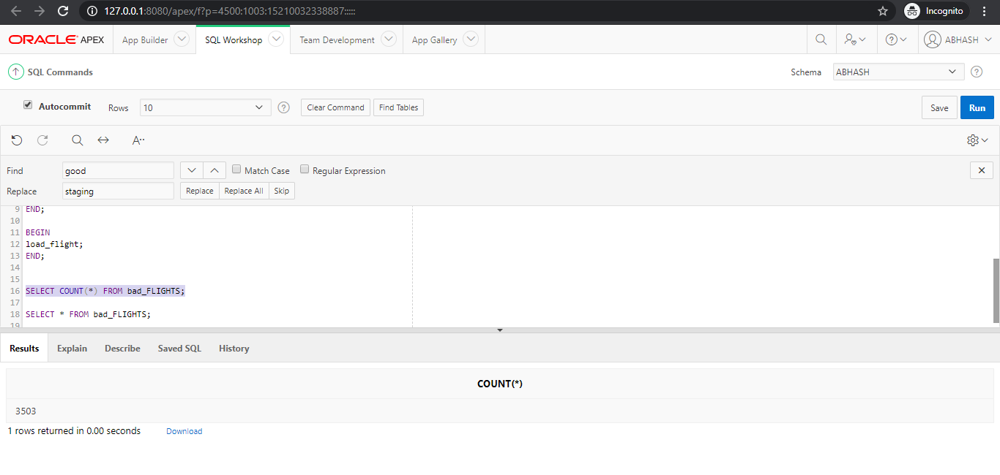 127.0.0.1:8080/apex/f?p=4500:1003:15210032338887:::::
Incognito
ORACLE APEX
App Builder
SQL Workshop
Team Development
App Gallery
ABHASH
SQL Commands
Schema
ABHASH
Autocommit
Rows
10
Clear Command
Find Tables
Save
Run
A··
Find
good
Match Case
Regular Expression
Replace
staging
Replace
Replace All
Skip
9 END;
10
11 BEGIN
12 load_flight;
13 END;
14
15
16 SELECT COUNT(*) FROM bad_FLIGHTS;
17
18 SELECT * FROM bad_FLIGHTS;
19
Results
Explain
Describe
Saved SQL
History
COUNT(*)
3503
1 rows returned in 0.00 seconds
Download